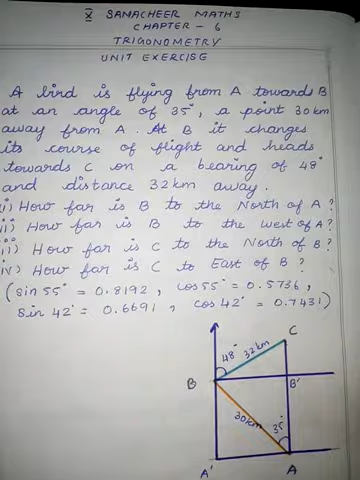 X SAMACHEER MATHS
CHAPTER - 6
TRIGONOMETRY
UNIT EXERCISE
A bird is flying from A towards B
at an angle of 35°, a point 30 km
away from A. At B it changes
its course of flight and heads
towards C on a bearing of 48°
and distance 32 km away.
i) How far is B to the North of A?
ii) How far is B to the west of A?
iii) How far is C to the North of B?
iv) How far is C to East of B?
(sin 55° = 0.8192, cos 55° = 0.5736,
sin 42° = 0.6691, cos 42° = 0.7431)
C
48° 32 km
B B'
30 km 35°
A' A